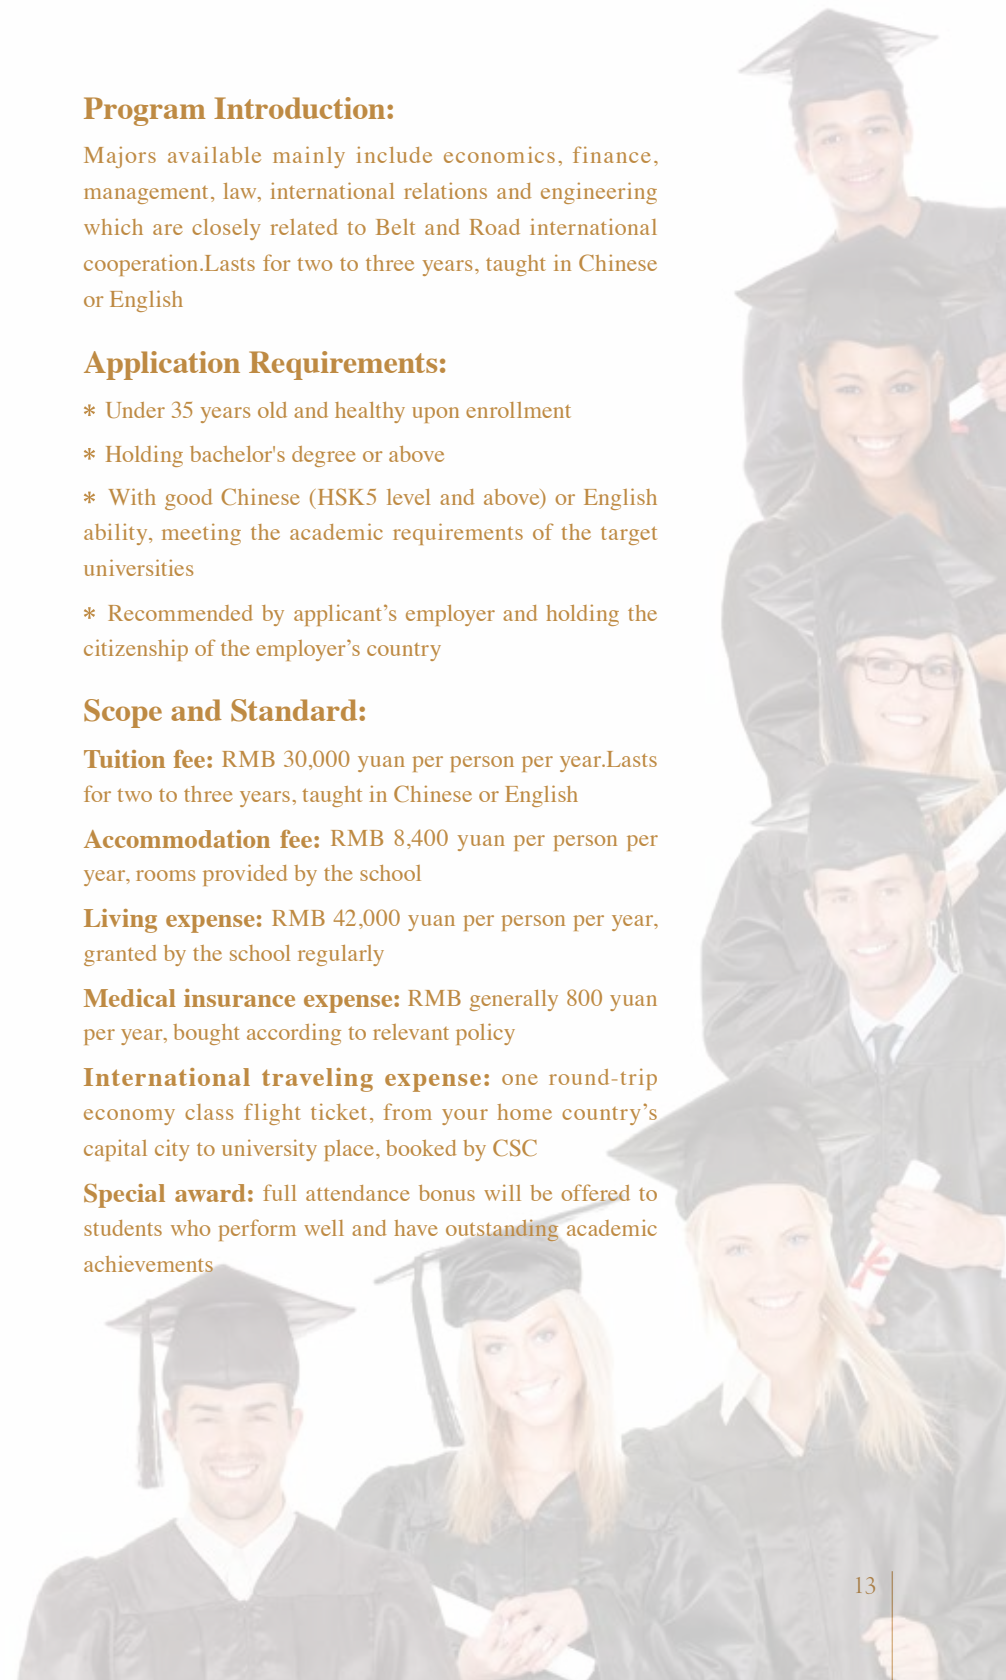 Program Introduction:
Majors available mainly include economics, finance,
management, law, international relations and engineering
which are closely related to Belt and Road international
cooperation.Lasts for two to three years, taught in Chinese
or English
Application Requirements:
* Under 35 years old and healthy upon enrollment
* Holding bachelor's degree or above
* With good Chinese (HSK5 level and above) or English
ability, meeting the academic requirements of the target
universities
* Recommended by applicant’s employer and holding the
citizenship of the employer’s country
Scope and Standard:
Tuition fee: RMB 30,000 yuan per person per year.Lasts
for two to three years, taught in Chinese or English
Accommodation fee: RMB 8,400 yuan per person per
year, rooms provided by the school
Living expense: RMB 42,000 yuan per person per year,
granted by the school regularly
Medical insurance expense: RMB generally 800 yuan
per year, bought according to relevant policy
International traveling expense: one round-trip
economy class flight ticket, from your home country’s
capital city to university place, booked by CSC
Special award: full attendance bonus will be offered to
students who perform well and have outstanding academic
achievements
13